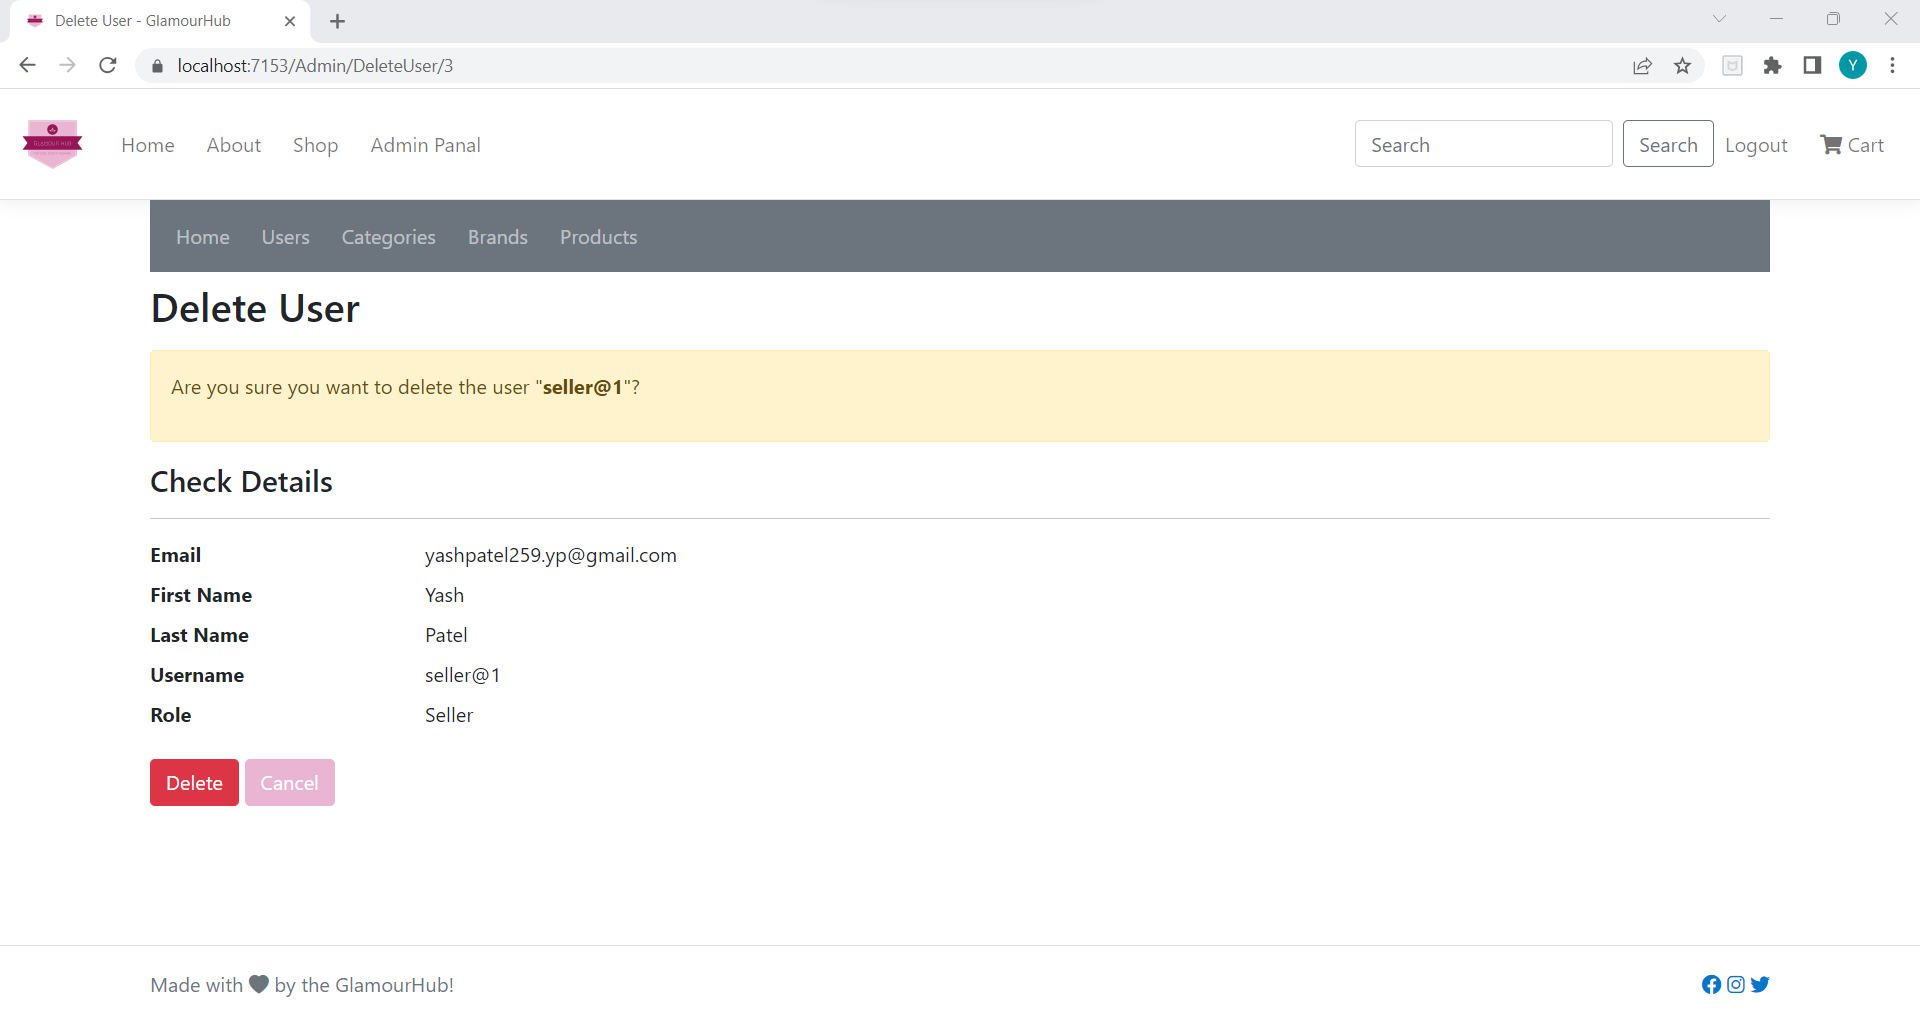 Delete User - GlamourHub
localhost:7153/Admin/DeleteUser/3
Y
GLAMOUR HUB
Home About Shop Admin Panal Search Search Logout Cart
Home Users Categories Brands Products
Delete User
Are you sure you want to delete the user "seller@1"?
Check Details
Email yashpatel259.yp@gmail.com
First Name Yash
Last Name Patel
Username seller@1
Role Seller
Delete Cancel
Made with by the GlamourHub!